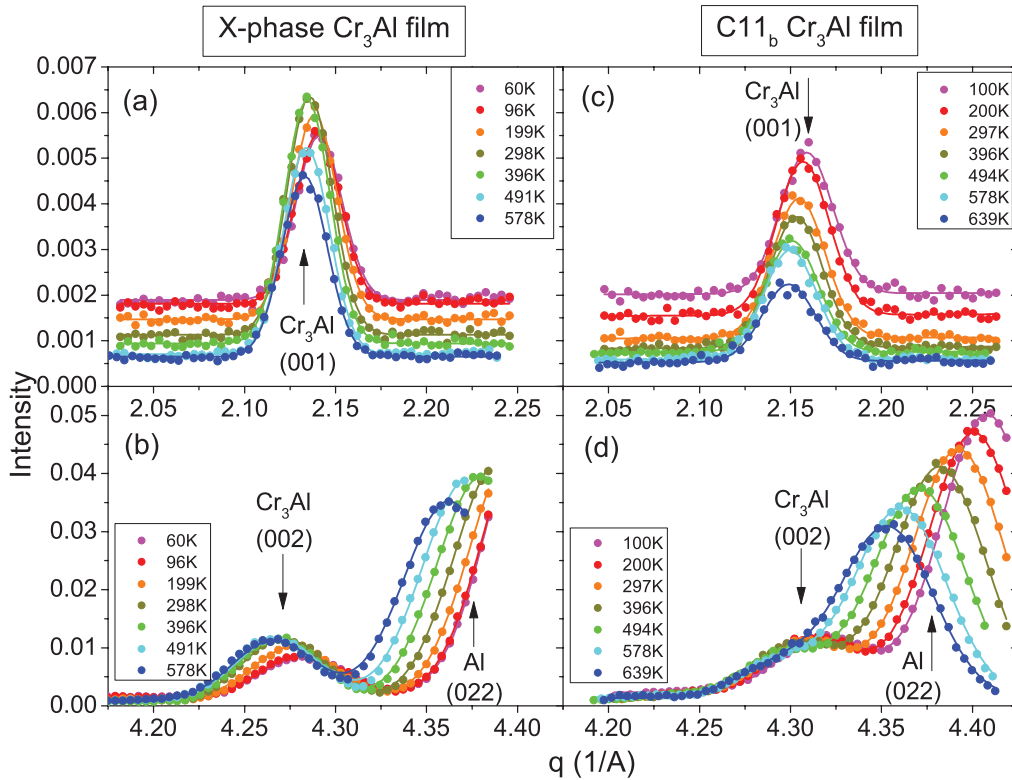 X-phase Cr₃Al film
C11_b Cr₃Al film
Intensity
0.007
0.006
0.005
0.004
0.003
0.002
0.001
0.000
(a)
60K
96K
199K
298K
396K
491K
578K
Cr₃Al
(001)
2.05
2.10
2.15
2.20
2.25
(c)
Cr₃Al
(001)
100K
200K
297K
396K
494K
578K
639K
2.05
2.10
2.15
2.20
2.25
0.05
0.04
0.03
0.02
0.01
0.00
(b)
Cr₃Al
(002)
60K
96K
199K
298K
396K
491K
578K
Al
(022)
4.20
4.25
4.30
4.35
4.40
(d)
Cr₃Al
(002)
100K
200K
297K
396K
494K
578K
639K
Al
(022)
4.20
4.25
4.30
4.35
4.40
q (1/A)